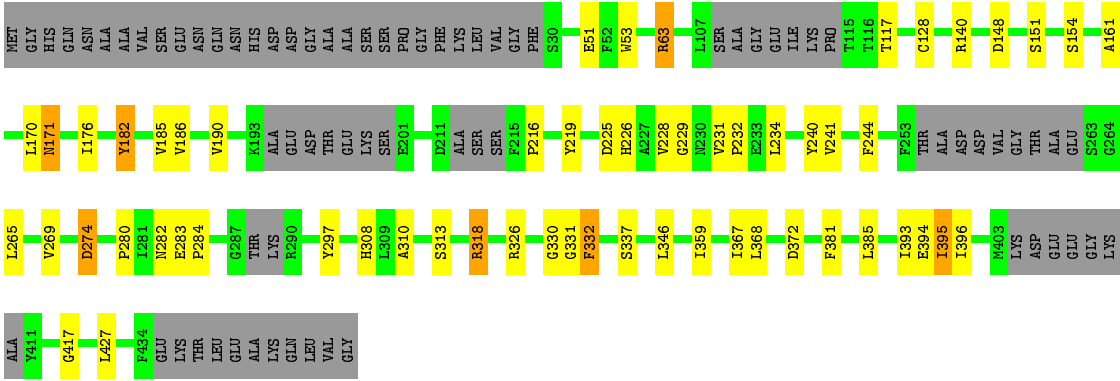 MET GLY HIS GLN ASN ALA ALA VAL SER GLU ASN GLN ASN HIS ASP ASP GLY ALA ALA SER SER PRO GLY PHE LYS LEU VAL GLY PHE S30 E51 F52 W53 R63 L107 SER ALA GLY GLU ILE LYS PRO T115 T116 T117 C128 R140 D148 S151 S154 A161
L170 N171 I176 Y182 V185 V186 V190 K193 ALA GLU ASP THR GLU LYS SER E201 D211 ALA SER SER F215 P216 Y219 D225 H226 A227 V228 G229 N230 V231 P232 E233 L234 Y240 V241 F244 F253 THR ALA ASP ASP VAL GLY THR ALA GLU S263 G264
L265 V269 D274 P280 I281 N282 E283 P284 G287 THR LYS R290 Y297 H308 L309 A310 S313 R318 R326 G330 G331 F332 S337 L346 I359 I367 L368 D372 F381 L385 I393 E394 I395 I396 M403 LYS ASP GLU GLU GLY LYS
ALA Y411 G417 L427 F434 GLU LYS THR LEU GLU ALA LYS GLN LEU VAL GLY